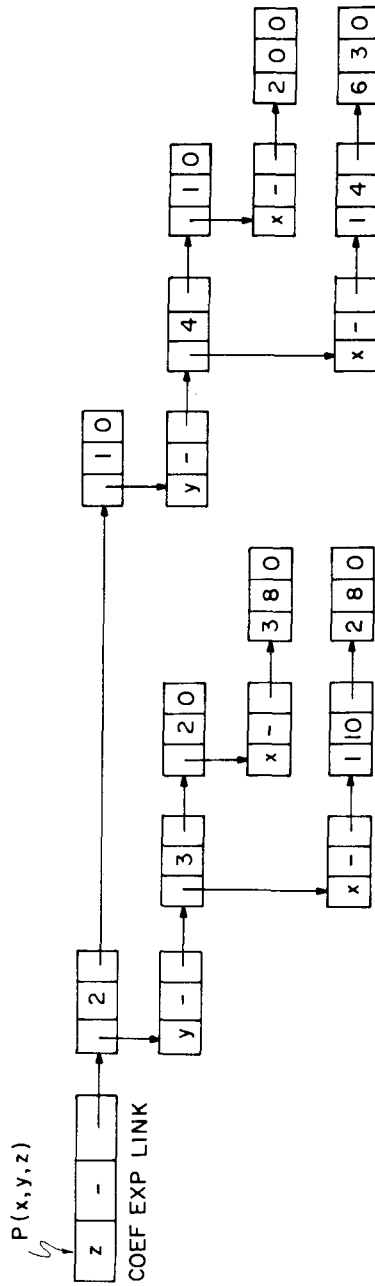 P(x,y,z)
z -
COEF EXP LINK
2
1 0
y -
3
2 0
x -
3 8 0
x -
1 10
2 8 0
y -
4
1 0
x -
2 0 0
x -
1 4
6 3 0